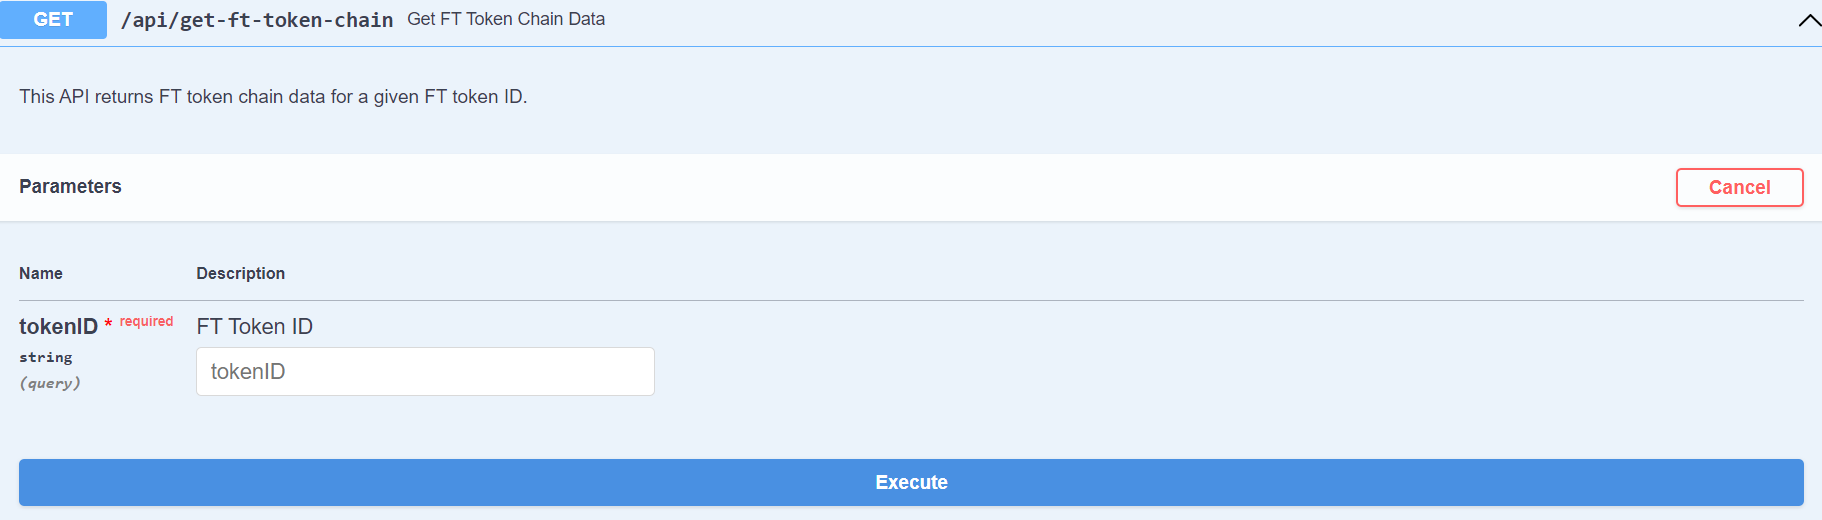 GET /api/get-ft-token-chain Get FT Token Chain Data
This API returns FT token chain data for a given FT token ID.
Parameters Cancel
Name Description
tokenID * required FT Token ID
string
tokenID
(query)
Execute